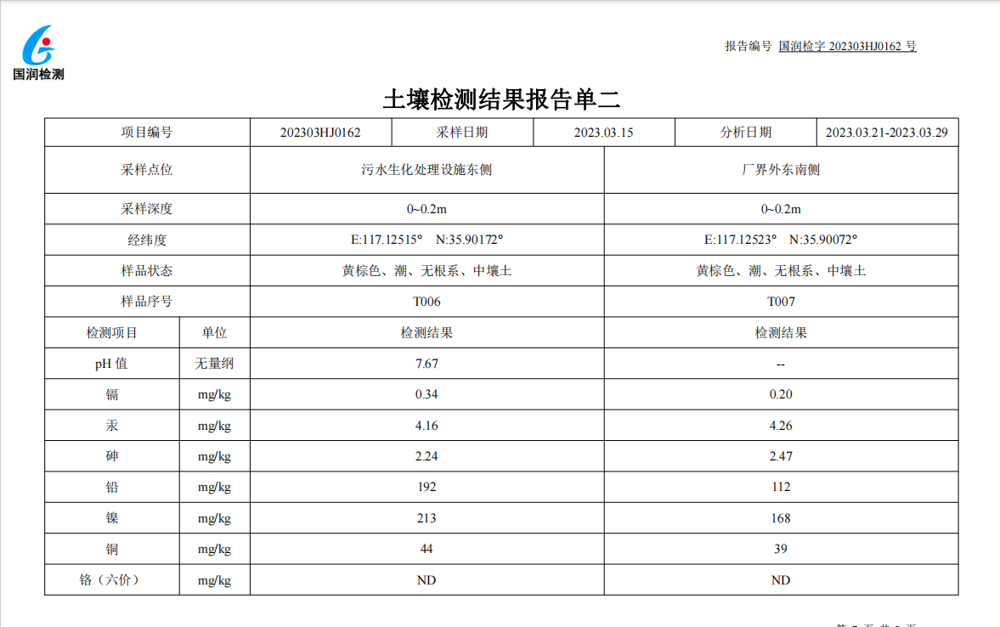 国润检测
报告编号 国润检字 202303HJ0162 号
土壤检测结果报告单二
项目编号 202303HJ0162 采样日期 2023.03.15 分析日期 2023.03.21-2023.03.29
采样点位 污水生化处理设施东侧 厂界外东南侧
采样深度 0~0.2m 0~0.2m
经纬度 E:117.12515° N:35.90172° E:117.12523° N:35.90072°
样品状态 黄棕色、潮、无根系、中壤土 黄棕色、潮、无根系、中壤土
样品序号 T006 T007
检测项目 单位 检测结果 检测结果
pH 值 无量纲 7.67 --
镉 mg/kg 0.34 0.20
汞 mg/kg 4.16 4.26
砷 mg/kg 2.24 2.47
铅 mg/kg 192 112
镍 mg/kg 213 168
铜 mg/kg 44 39
铬（六价） mg/kg ND ND